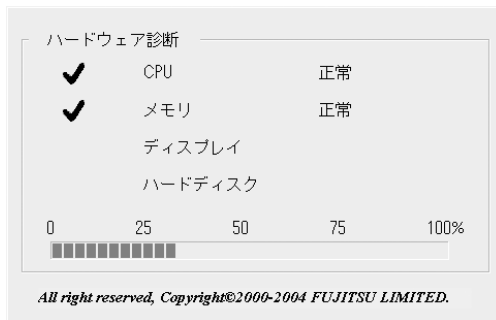 ハードウェア診断
CPU 正常
メモリ 正常
ディスプレイ
ハードディスク
0 25 50 75 100%
All right reserved, Copyright©2000-2004 FUJITSU LIMITED.